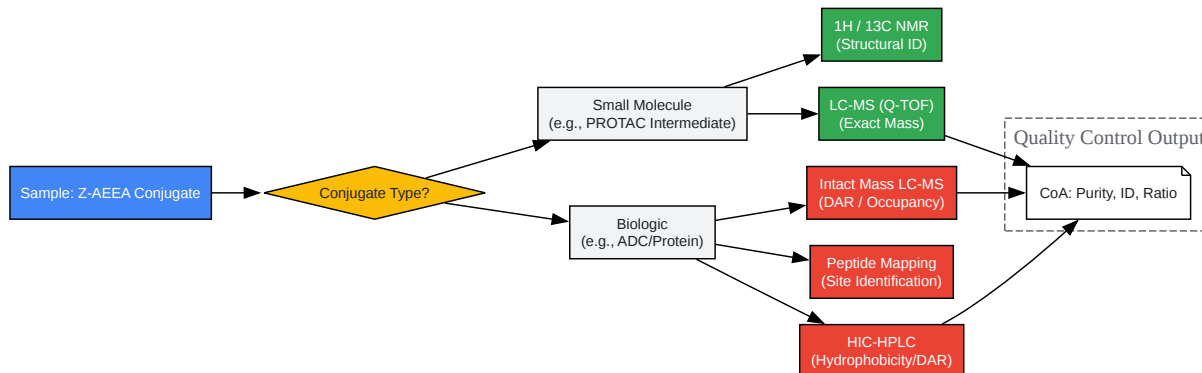 1H / 13C NMR
(Structural ID)
Small Molecule
(e.g., PROTAC Intermediate)
LC-MS (Q-TOF)
(Exact Mass)
Quality Control Output
Sample: Z-AEEA Conjugate
Conjugate Type?
Intact Mass LC-MS
(DAR / Occupancy)
CoA: Purity, ID, Ratio
Biologic
(e.g., ADC/Protein)
Peptide Mapping
(Site Identification)
HIC-HPLC
(Hydrophobicity/DAR)